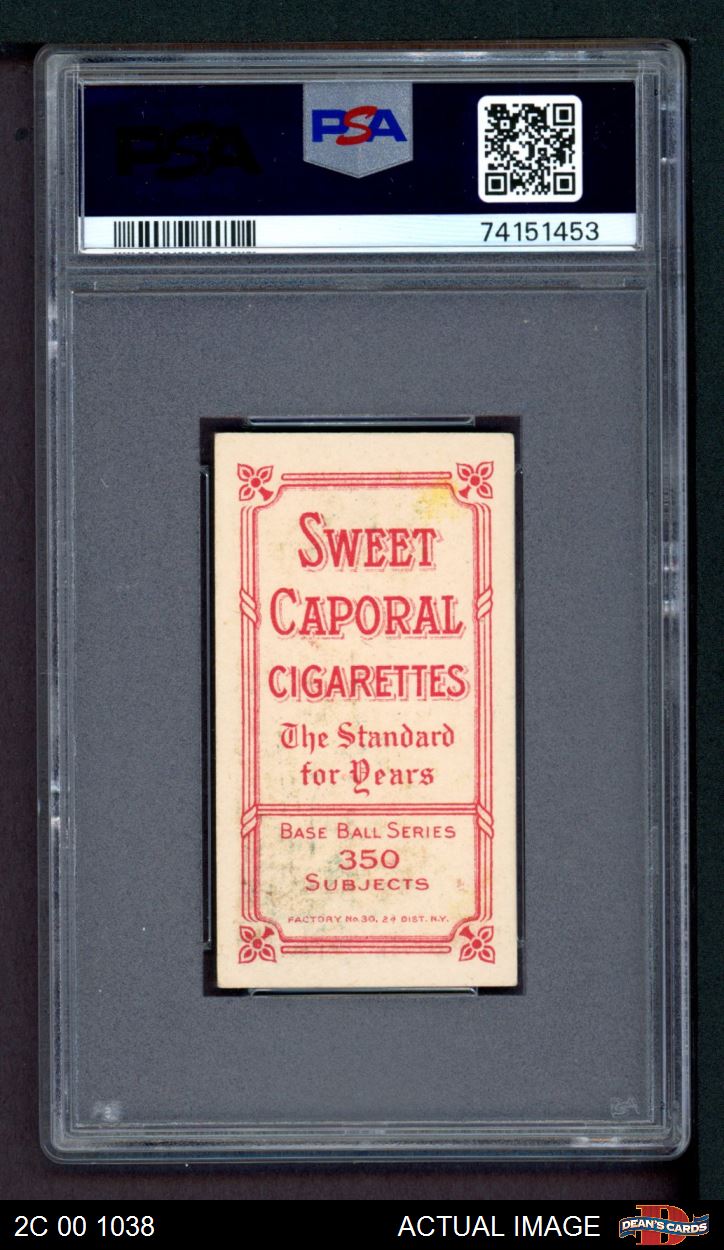 PSA
PSA
74151453
SWEET
CAPORAL
CIGARETTES
The Standard
for Years
BASE BALL SERIES
350
SUBJECTS
FACTORY No. 30, 2d DIST. N.Y.
2C 00 1038
ACTUAL IMAGE
DEAN'S CARDS